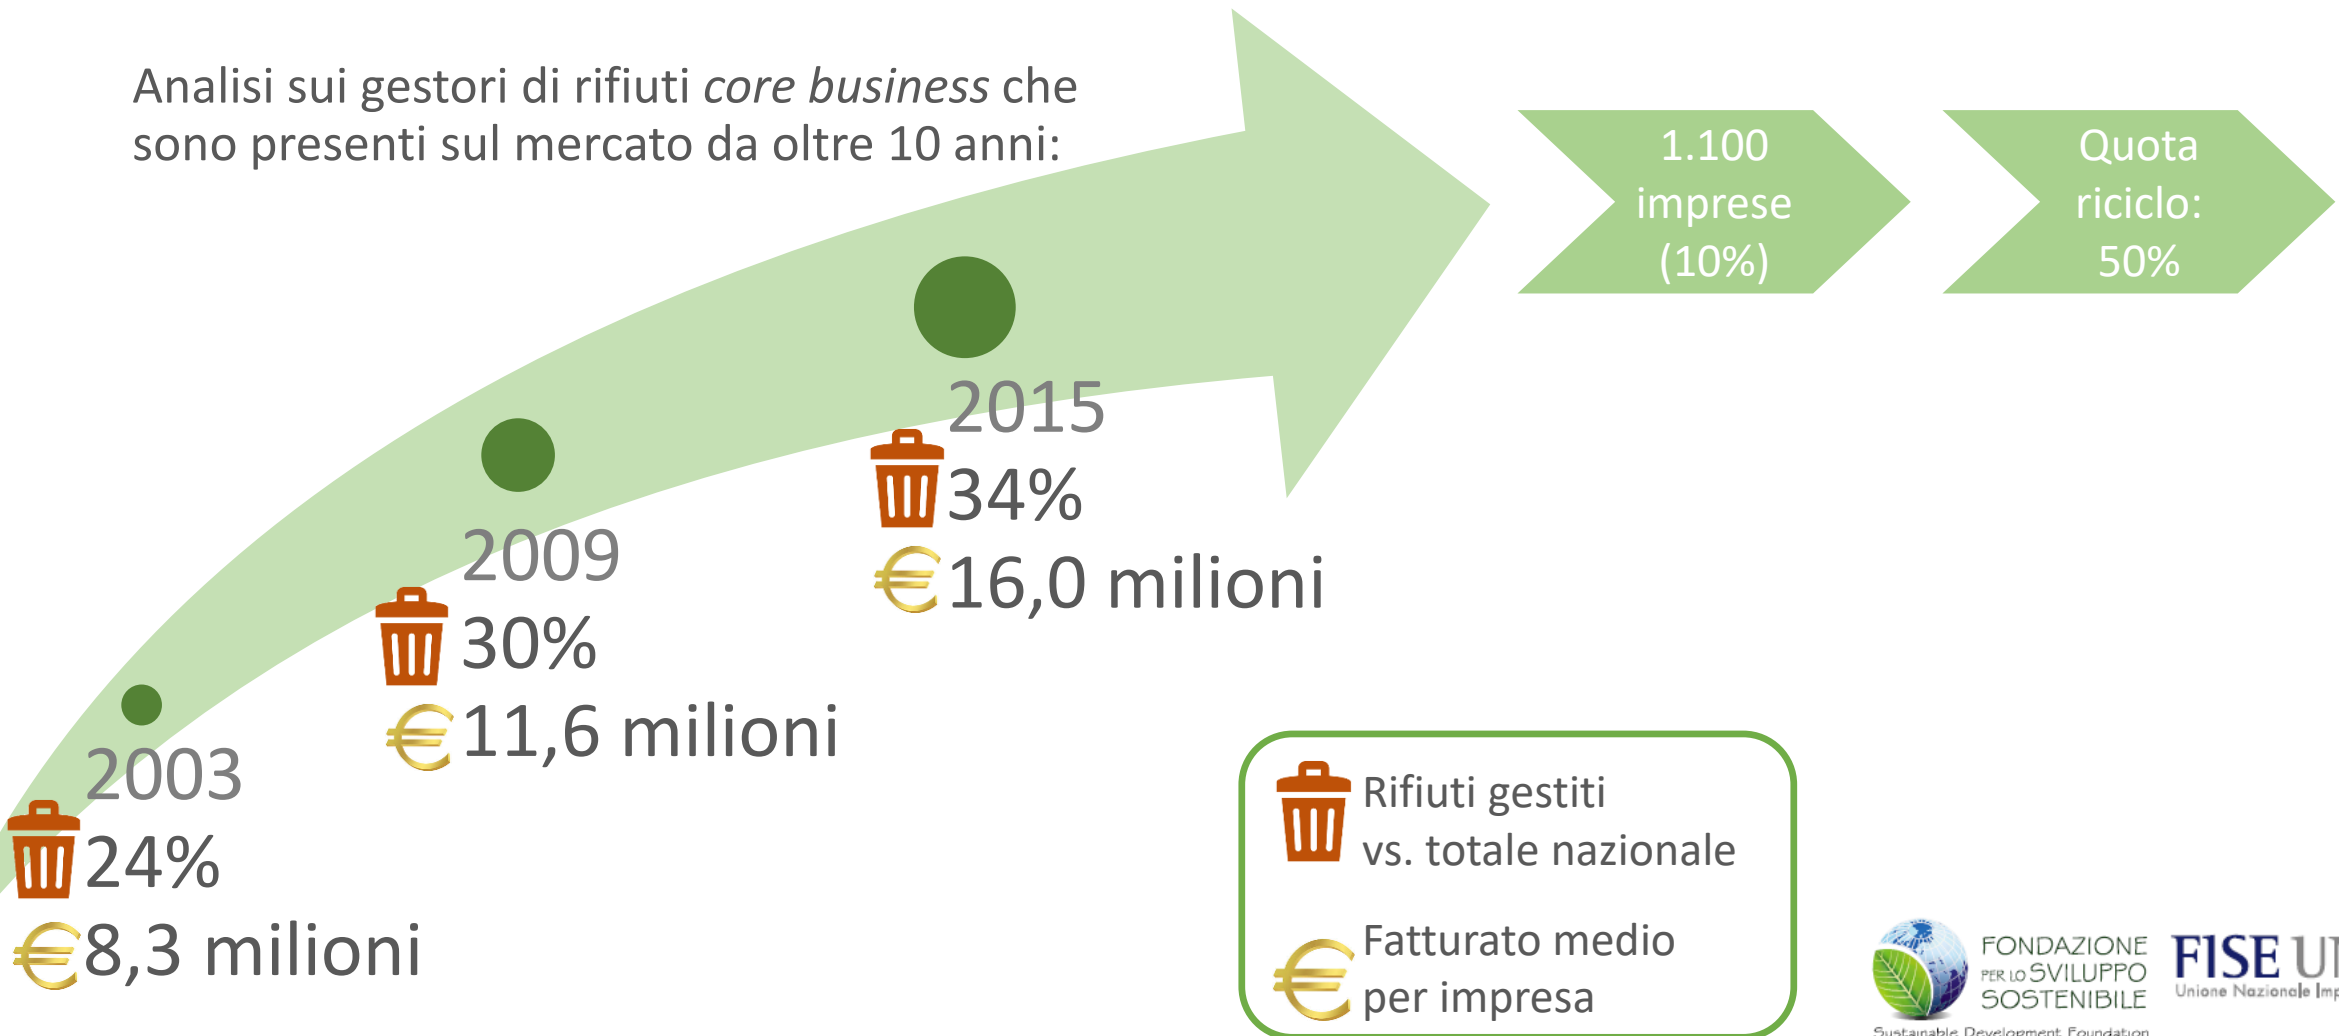 Analisi sui gestori di rifiuti core business che
sono presenti sul mercato da oltre 10 anni:
1.100
imprese
(10%)
Quota
riciclo:
50%
2015
34%
16,0 milioni
2009
30%
11,6 milioni
2003
24%
8,3 milioni
Rifiuti gestiti
vs. totale nazionale
Fatturato medio
per impresa
FONDAZIONE
PER LO SVILUPPO
SOSTENIBILE
Sustainable Development Foundation
FISE
Unione Nazionale